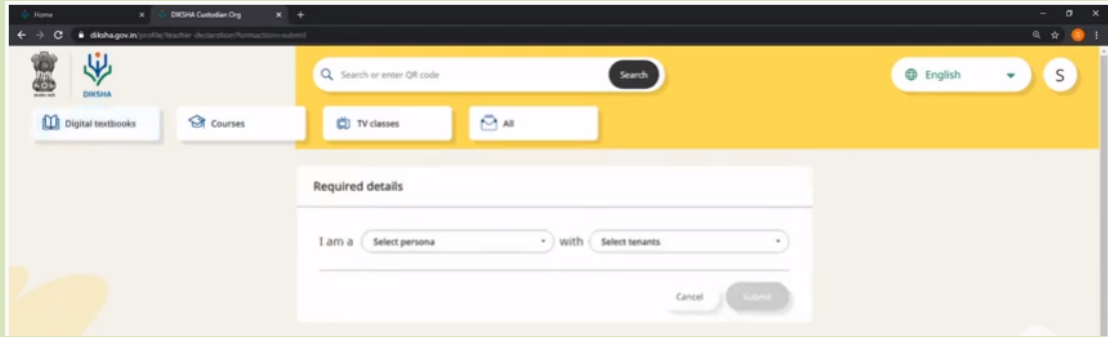 Home
DIKSHA Custodian Org
diksha.gov.in/profile/teacher-declaration?formaction=submit
DIKSHA
Search or enter QR code
Search
English
S
Digital textbooks
Courses
TV classes
All
Required details
I am a Select persona with Select tenants
Cancel
Submit